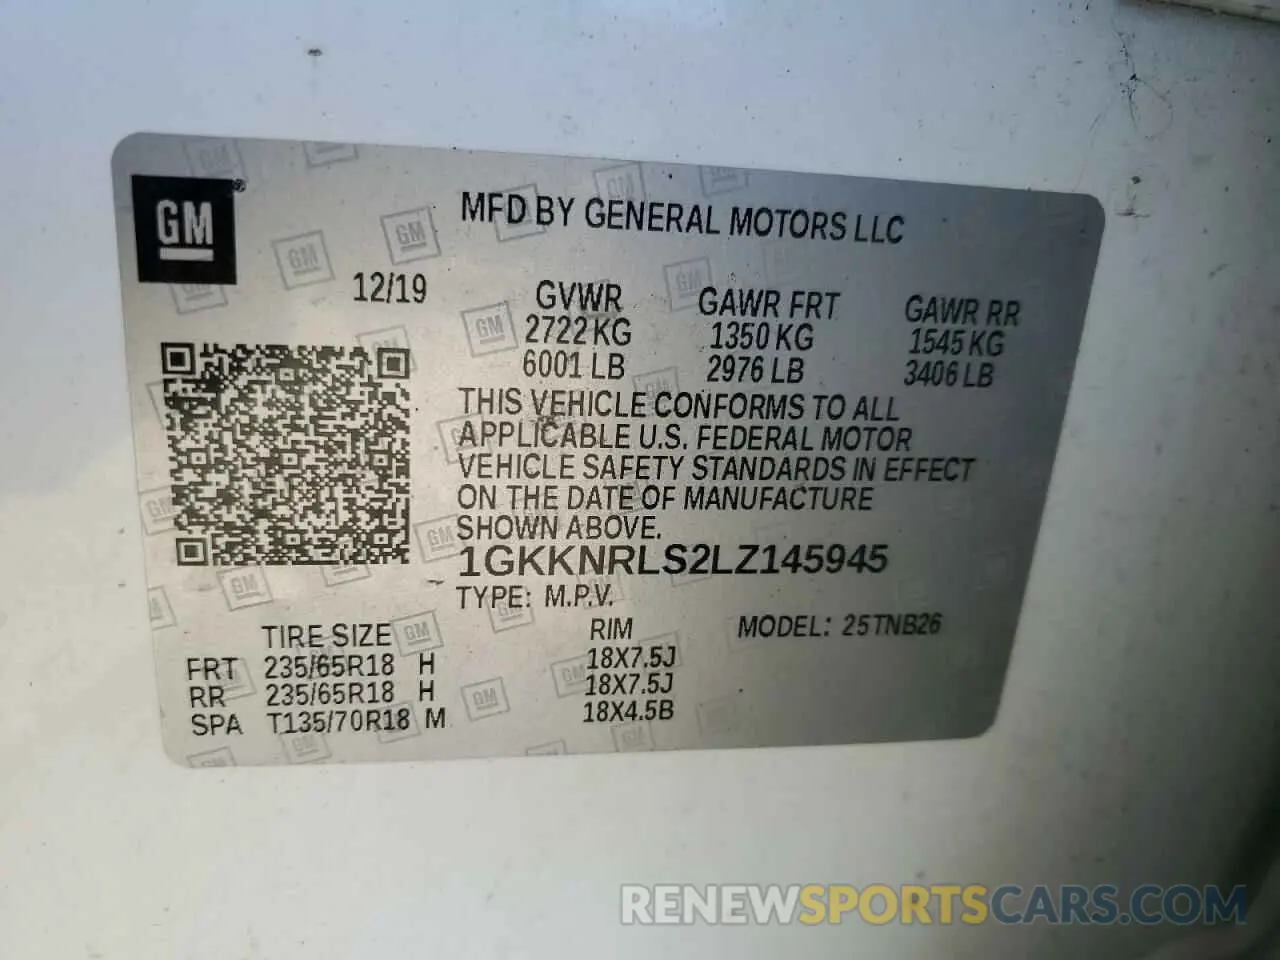 GM®
MFD BY GENERAL MOTORS LLC
12/19
GVWR GAWR FRT GAWR RR
2722 KG 1350 KG 1545 KG
6001 LB 2976 LB 3406 LB
THIS VEHICLE CONFORMS TO ALL
APPLICABLE U.S. FEDERAL MOTOR
VEHICLE SAFETY STANDARDS IN EFFECT
ON THE DATE OF MANUFACTURE
SHOWN ABOVE.
1GKKNRLS2LZ145945
TYPE: M.P.V.
TIRE SIZE RIM MODEL: 25TNB26
FRT 235/65R18 H 18X7.5J
RR 235/65R18 H 18X7.5J
SPA T135/70R18 M 18X4.5B
RENEWSPORTSCARS.COM